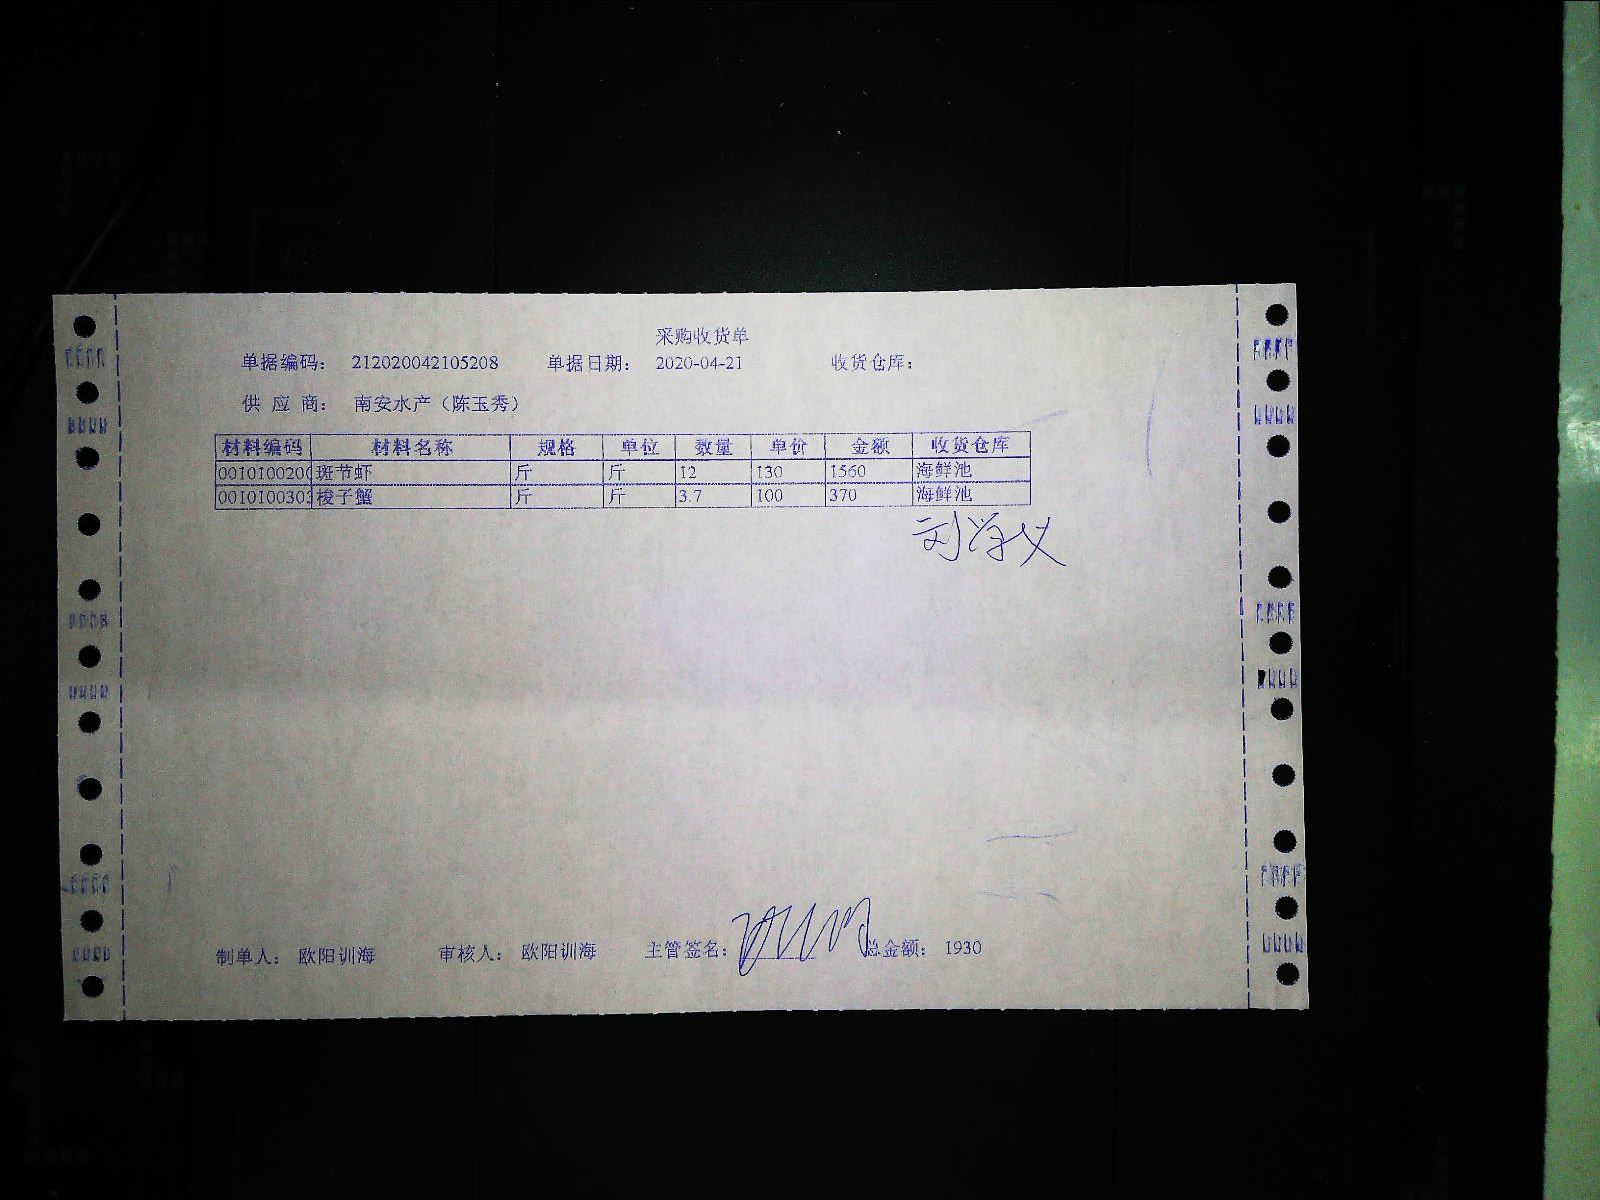 采购收货单
单据编码: 212020042105208 单据日期: 2020-04-21 收货仓库:
供 应 商: 南安水产（陈玉秀）
材料编码 材料名称 规格 单位 数量 单价 金额 收货仓库
0010100200 斑节虾 斤 斤 12 130 1560 海鲜池
0010100303 梭子蟹 斤 斤 3.7 100 370 海鲜池
刘学义
制单人: 欧阳训海 审核人: 欧阳训海 主管签名: 总金额: 1930